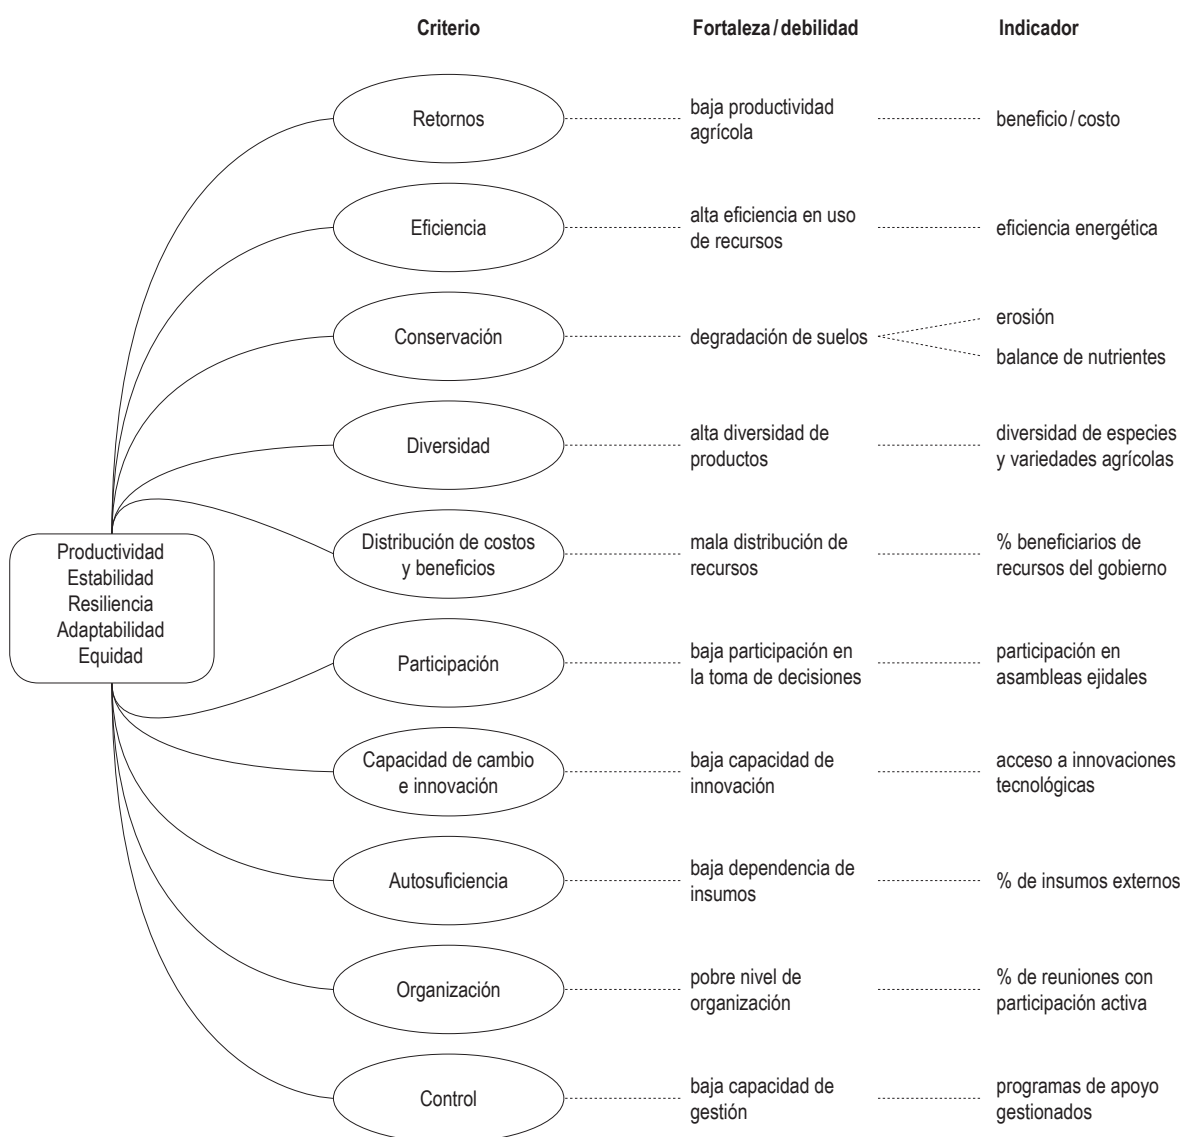 Criterio
Fortaleza / debilidad
Indicador
Retornos
baja productividad
agrícola
beneficio / costo
Eficiencia
alta eficiencia en uso
de recursos
eficiencia energética
Conservación
degradación de suelos
erosión
balance de nutrientes
Diversidad
alta diversidad de
productos
diversidad de especies
y variedades agrícolas
Productividad
Estabilidad
Resiliencia
Adaptabilidad
Equidad
Distribución de costos
y beneficios
mala distribución de
recursos
% beneficiarios de
recursos del gobierno
Participación
baja participación en
la toma de decisiones
participación en
asambleas ejidales
Capacidad de cambio
e innovación
baja capacidad de
innovación
acceso a innovaciones
tecnológicas
Autosuficiencia
baja dependencia de
insumos
% de insumos externos
Organización
pobre nivel de
organización
% de reuniones con
participación activa
Control
baja capacidad de
gestión
programas de apoyo
gestionados